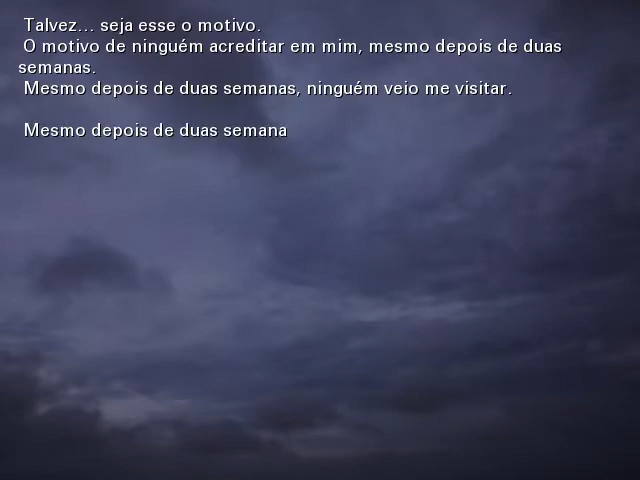 Talvez... seja esse o motivo.
O motivo de ninguém acreditar em mim, mesmo depois de duas
semanas.
Mesmo depois de duas semanas, ninguém veio me visitar.
Mesmo depois de duas semana